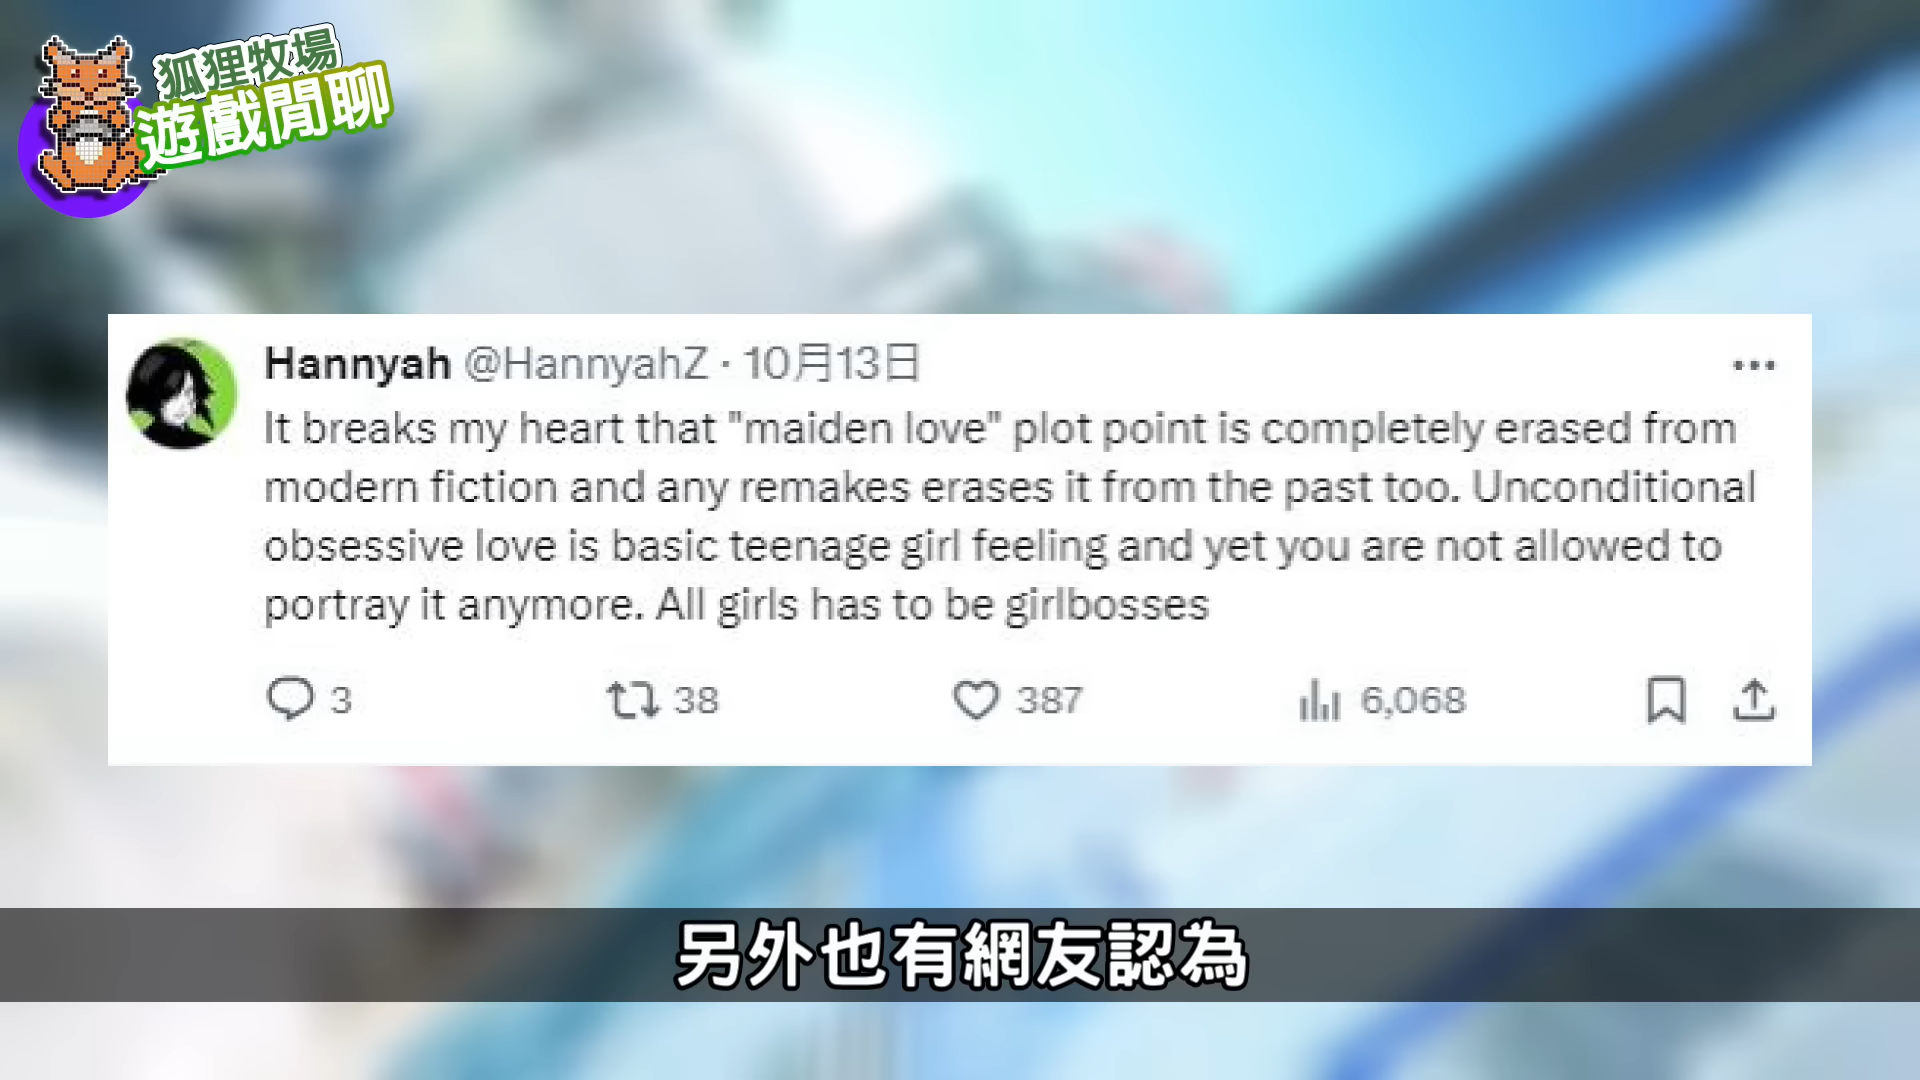 狐狸牧場
遊戲閒聊
Hannyah @HannyahZ · 10月13日
It breaks my heart that "maiden love" plot point is completely erased from
modern fiction and any remakes erases it from the past too. Unconditional
obsessive love is basic teenage girl feeling and yet you are not allowed to
portray it anymore. All girls has to be girlbosses
3 38 387 6,068
另外也有網友認為